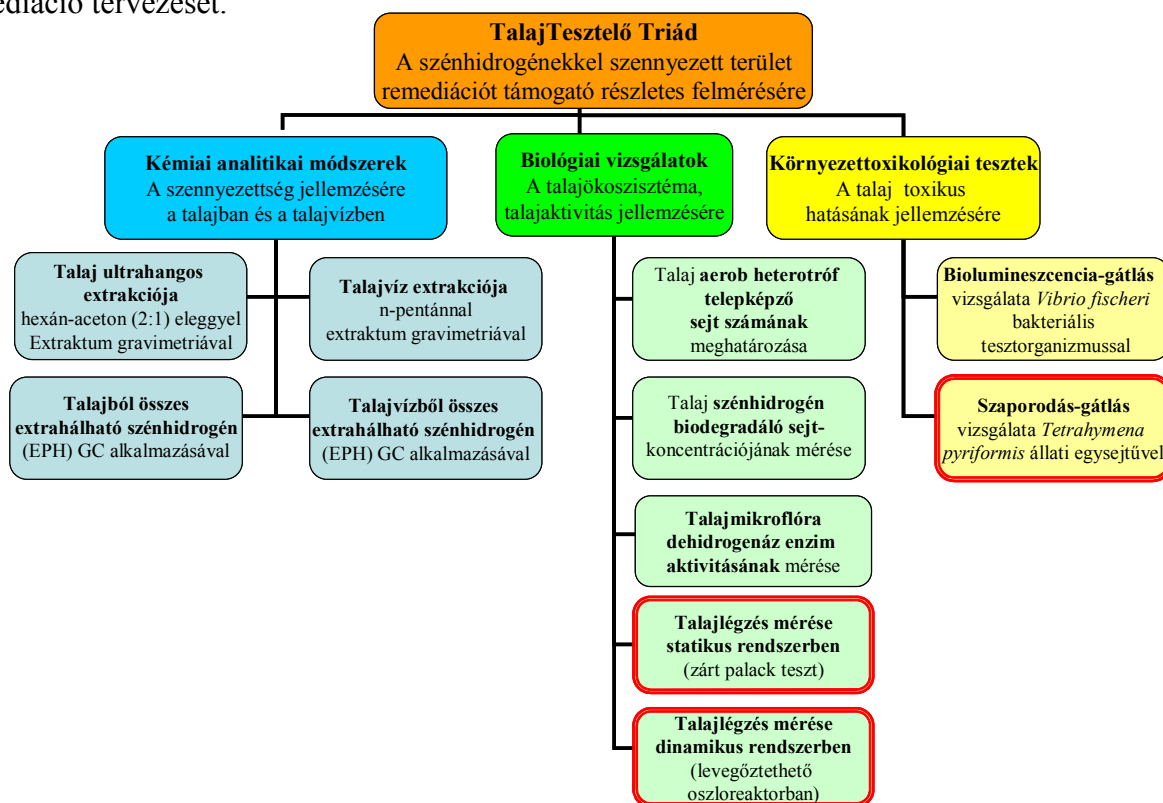 ediáció tervezését.
TalajTesztelő Triád
A szénhidrogénekkel szennyezett terület
remediációt támogató részletes felmérésére
Kémiai analitikai módszerek
A szennyezettség jellemzésére
a talajban és a talajvízben
Talaj ultrahangos
extrakciója
hexán-aceton (2:1) eleggyel
Extraktum gravimetriával
Talajvíz extrakciója
n-pentánnal
extraktum gravimetriával
Talajból összes
extrahálható szénhidrogén
(EPH) GC alkalmazásával
Talajvízből összes
extrahálható szénhidrogén
(EPH) GC alkalmazásával
Biológiai vizsgálatok
A talajökoszisztéma,
talajaktivitás jellemzésére
Talaj aerob heterotróf
telepképző
sejt számának
meghatározása
Talaj szénhidrogén
biodegradáló sejt-
koncentrációjának mérése
Talajmikroflóra
dehidrogenáz enzim
aktivitásának mérése
Talajlégzés mérése
statikus rendszerben
(zárt palack teszt)
Talajlégzés mérése
dinamikus rendszerben
(levegőztethető
oszloreaktorban)
Környezettoxikológiai tesztek
A talaj toxikus
hatásának jellemzésére
Biolumineszcencia-gátlás
vizsgálata Vibrio fischeri
bakteriális
tesztorganizmussal
Szaporodás-gátlás
vizsgálata Tetrahymena
pyriformis állati egysejtűvel